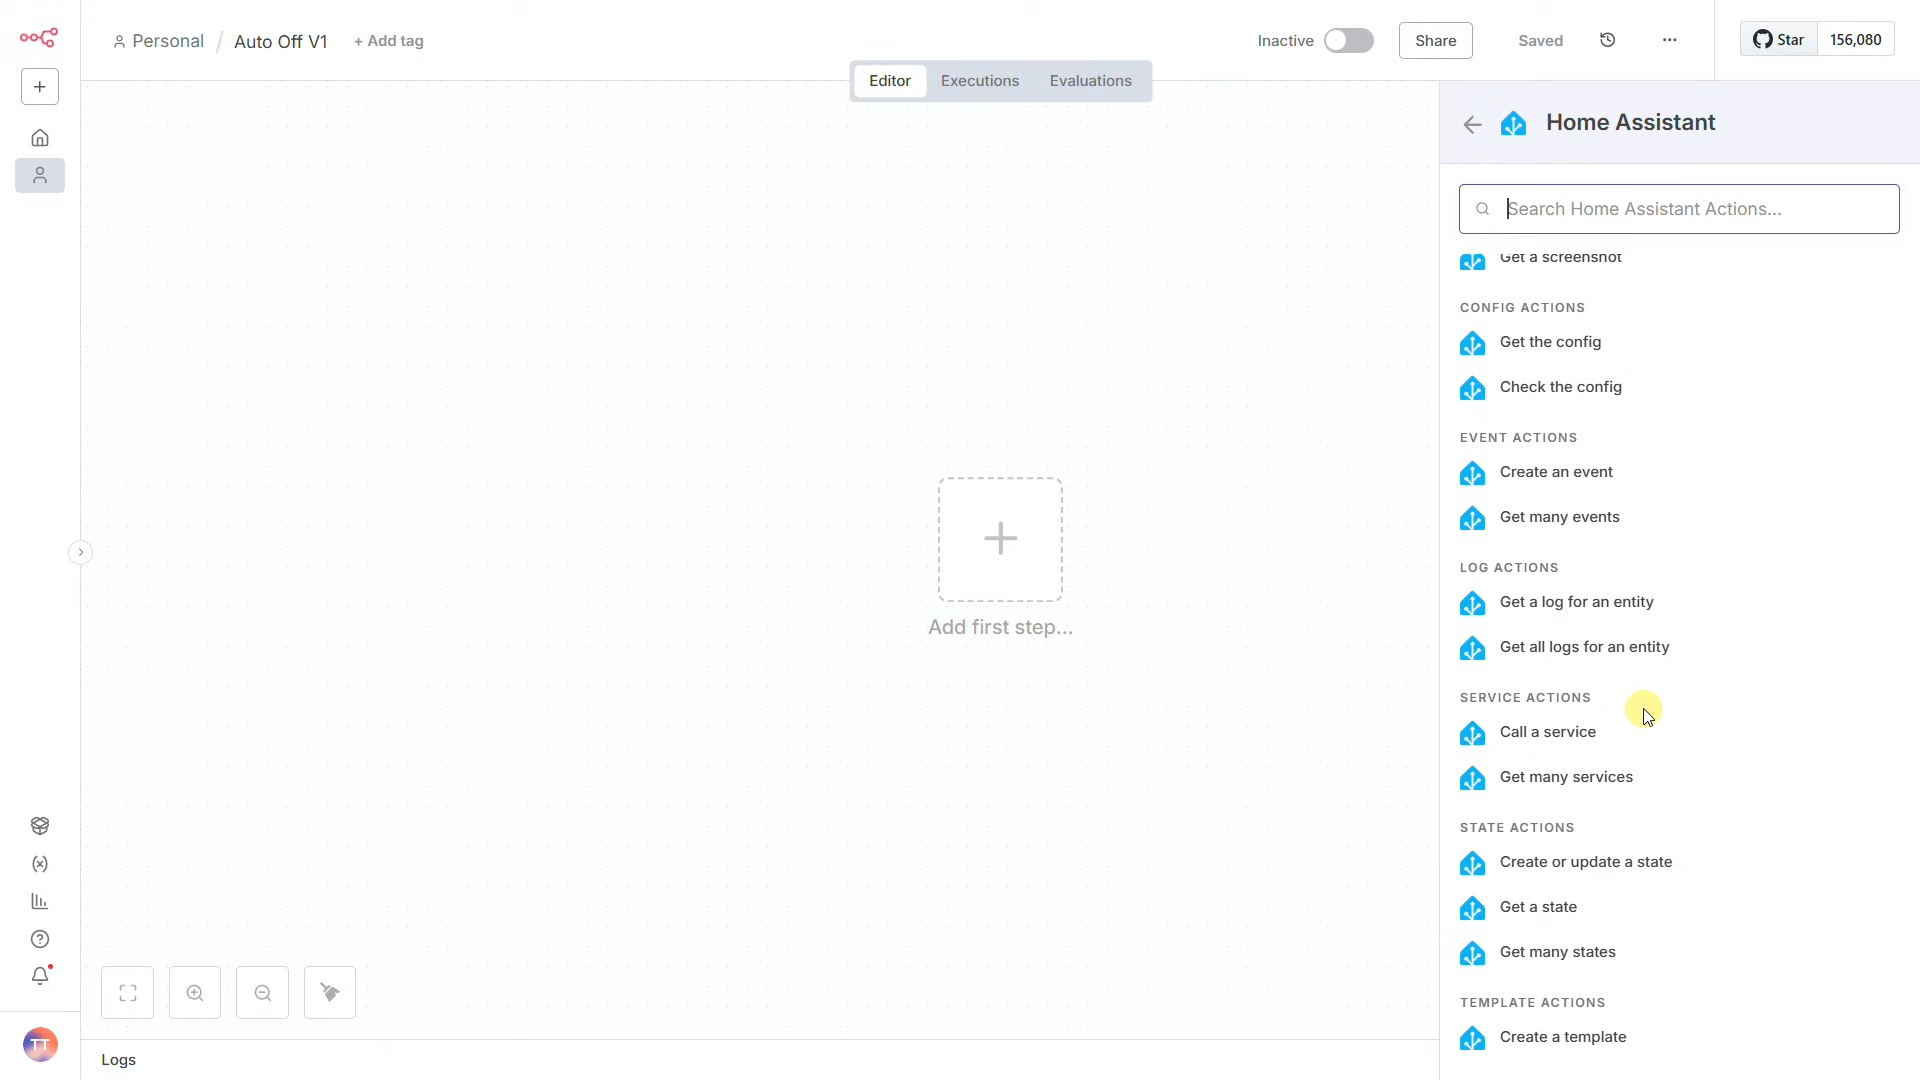 Personal / Auto Off V1 + Add tag
Inactive Share Saved Star 156,080
Editor Executions Evaluations
Home Assistant
Search Home Assistant Actions...
Get a screenshot
CONFIG ACTIONS
Get the config
Check the config
EVENT ACTIONS
Create an event
Get many events
LOG ACTIONS
Get a log for an entity
Get all logs for an entity
SERVICE ACTIONS
Call a service
Get many services
STATE ACTIONS
Create or update a state
Get a state
Get many states
TEMPLATE ACTIONS
Create a template
Add first step...
TT
Logs